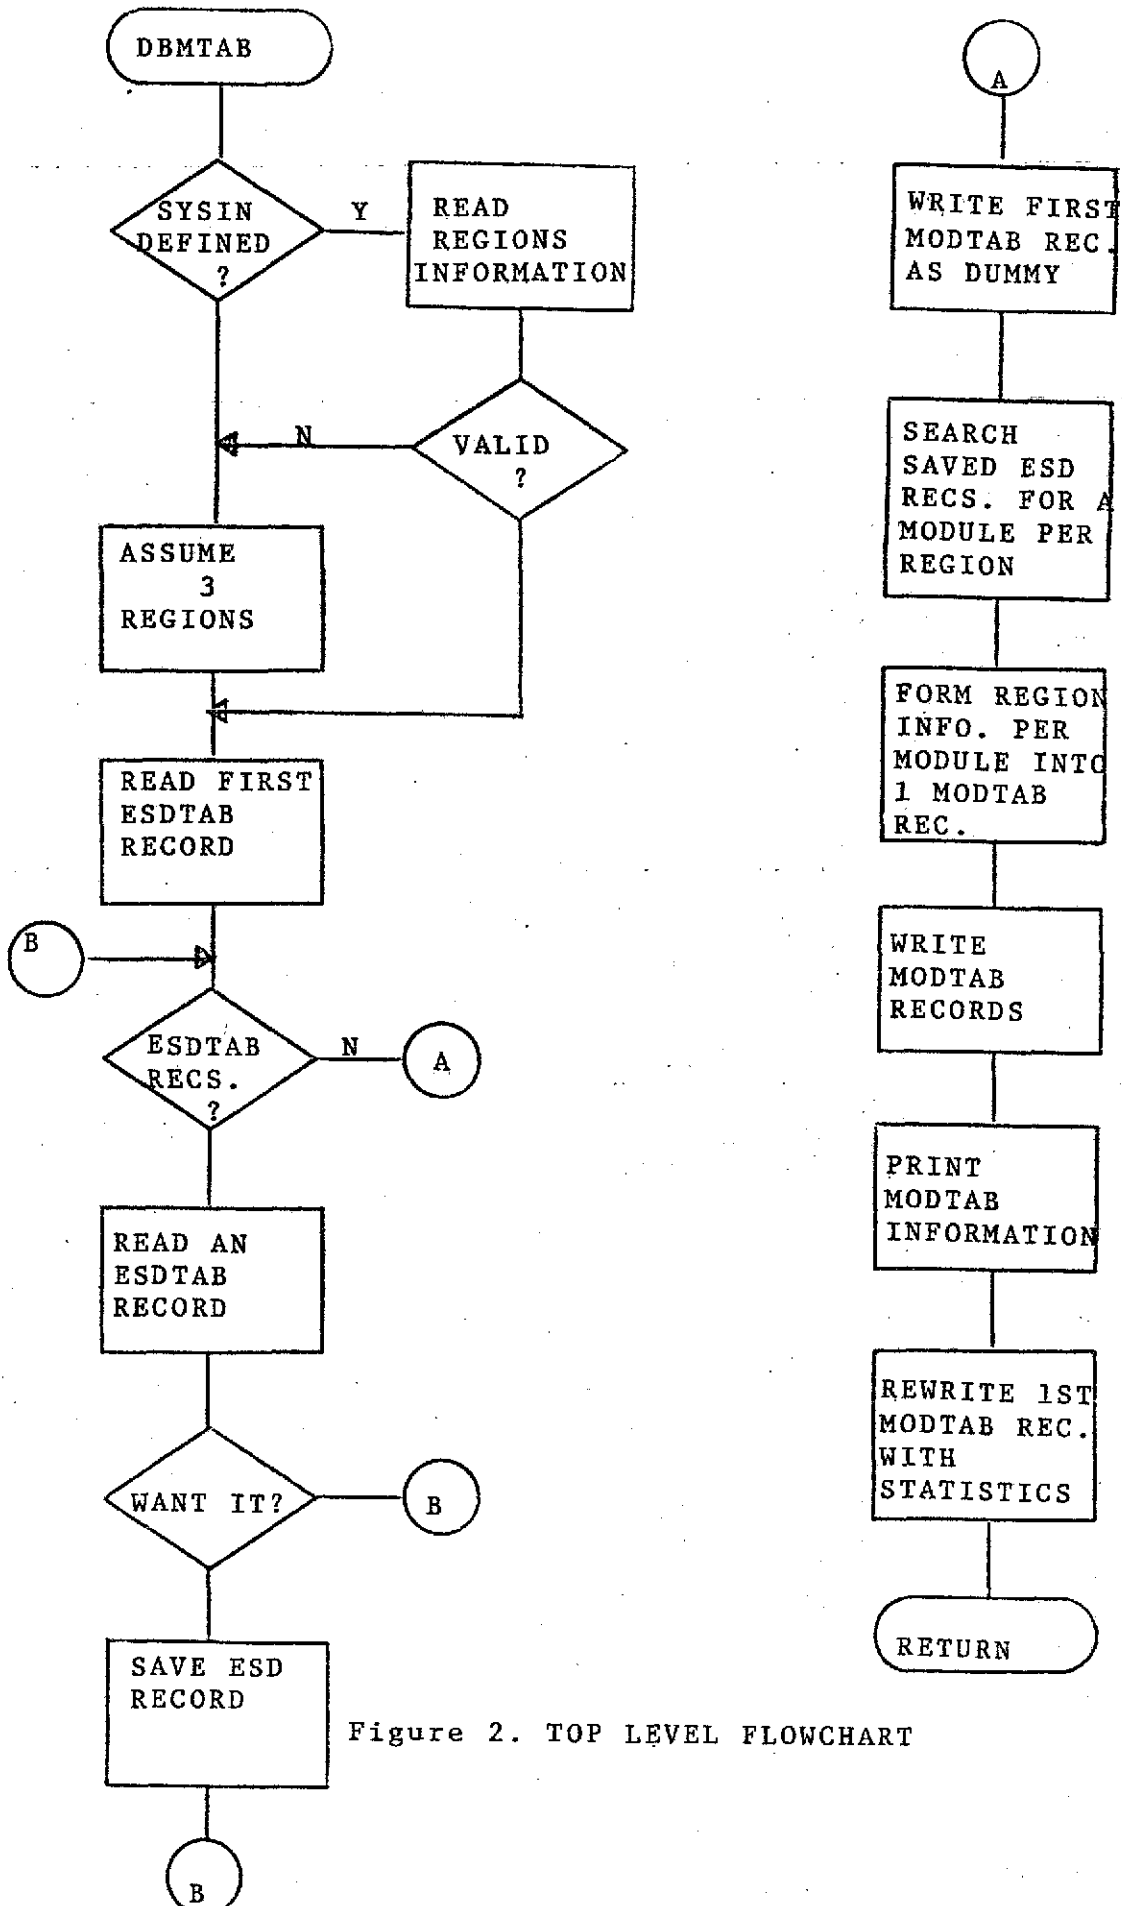 DBMTAB
SYSIN
DEFINED
?
Y
READ
REGIONS
INFORMATION
VALID
?
N
ASSUME
3
REGIONS
READ FIRST
ESDTAB
RECORD
B
ESDTAB
RECS.
?
N
A
READ AN
ESDTAB
RECORD
WANT IT?
B
SAVE ESD
RECORD
B
A
WRITE FIRST
MODTAB REC.
AS DUMMY
SEARCH
SAVED ESD
RECS. FOR A
MODULE PER
REGION
FORM REGION
INFO. PER
MODULE INTO
1 MODTAB
REC.
WRITE
MODTAB
RECORDS
PRINT
MODTAB
INFORMATION
REWRITE 1ST
MODTAB REC.
WITH
STATISTICS
RETURN
Figure 2. TOP LEVEL FLOWCHART